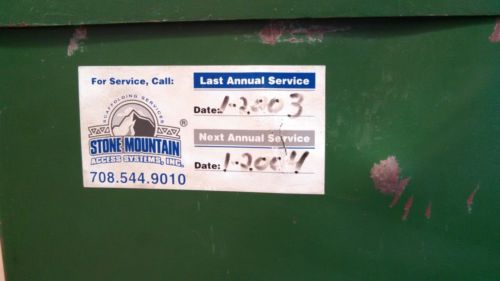 For Service, Call:
SCAFFOLDING SERVICES
STONE MOUNTAIN®
ACCESS SYSTEMS, INC.
708.544.9010
Last Annual Service
Date: 1-2003
Next Annual Service
Date: 1-2004